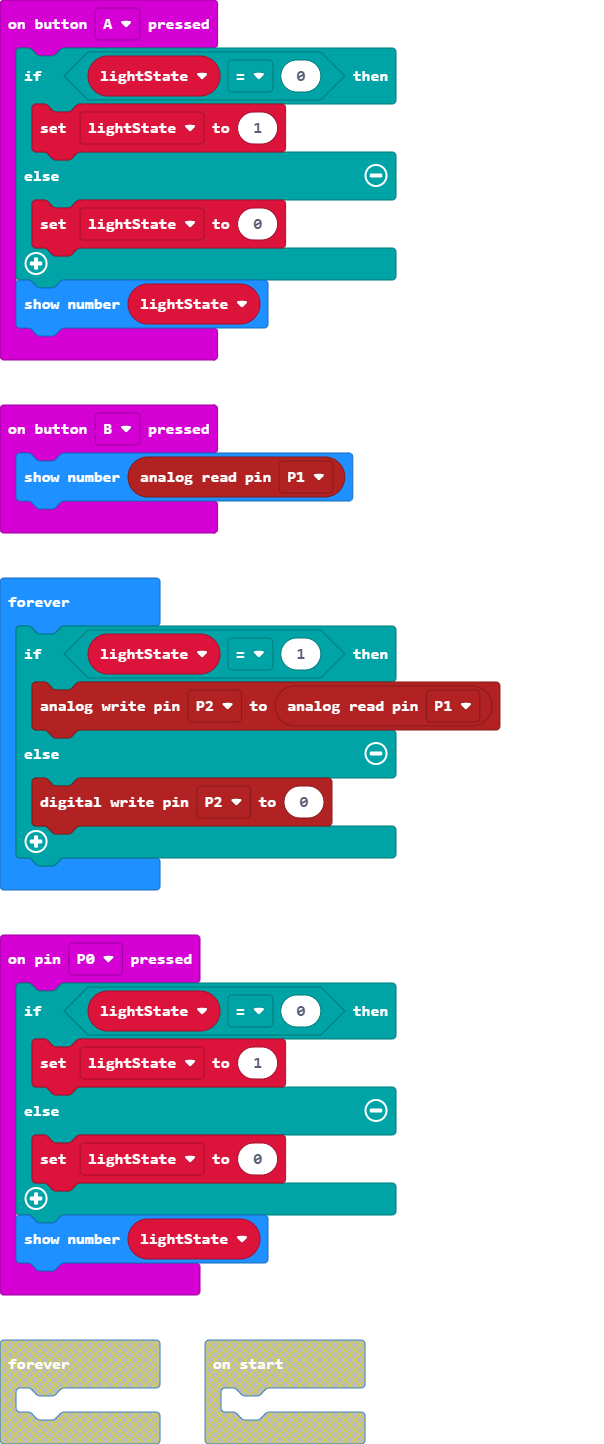 on button A pressed
if lightState = 0 then
set lightState to 1
else
set lightState to 0
show number lightState
on button B pressed
show number analog read pin P1
forever
if lightState = 1 then
analog write pin P2 to analog read pin P1
else
digital write pin P2 to 0
on pin P0 pressed
if lightState = 0 then
set lightState to 1
else
set lightState to 0
show number lightState
forever on start